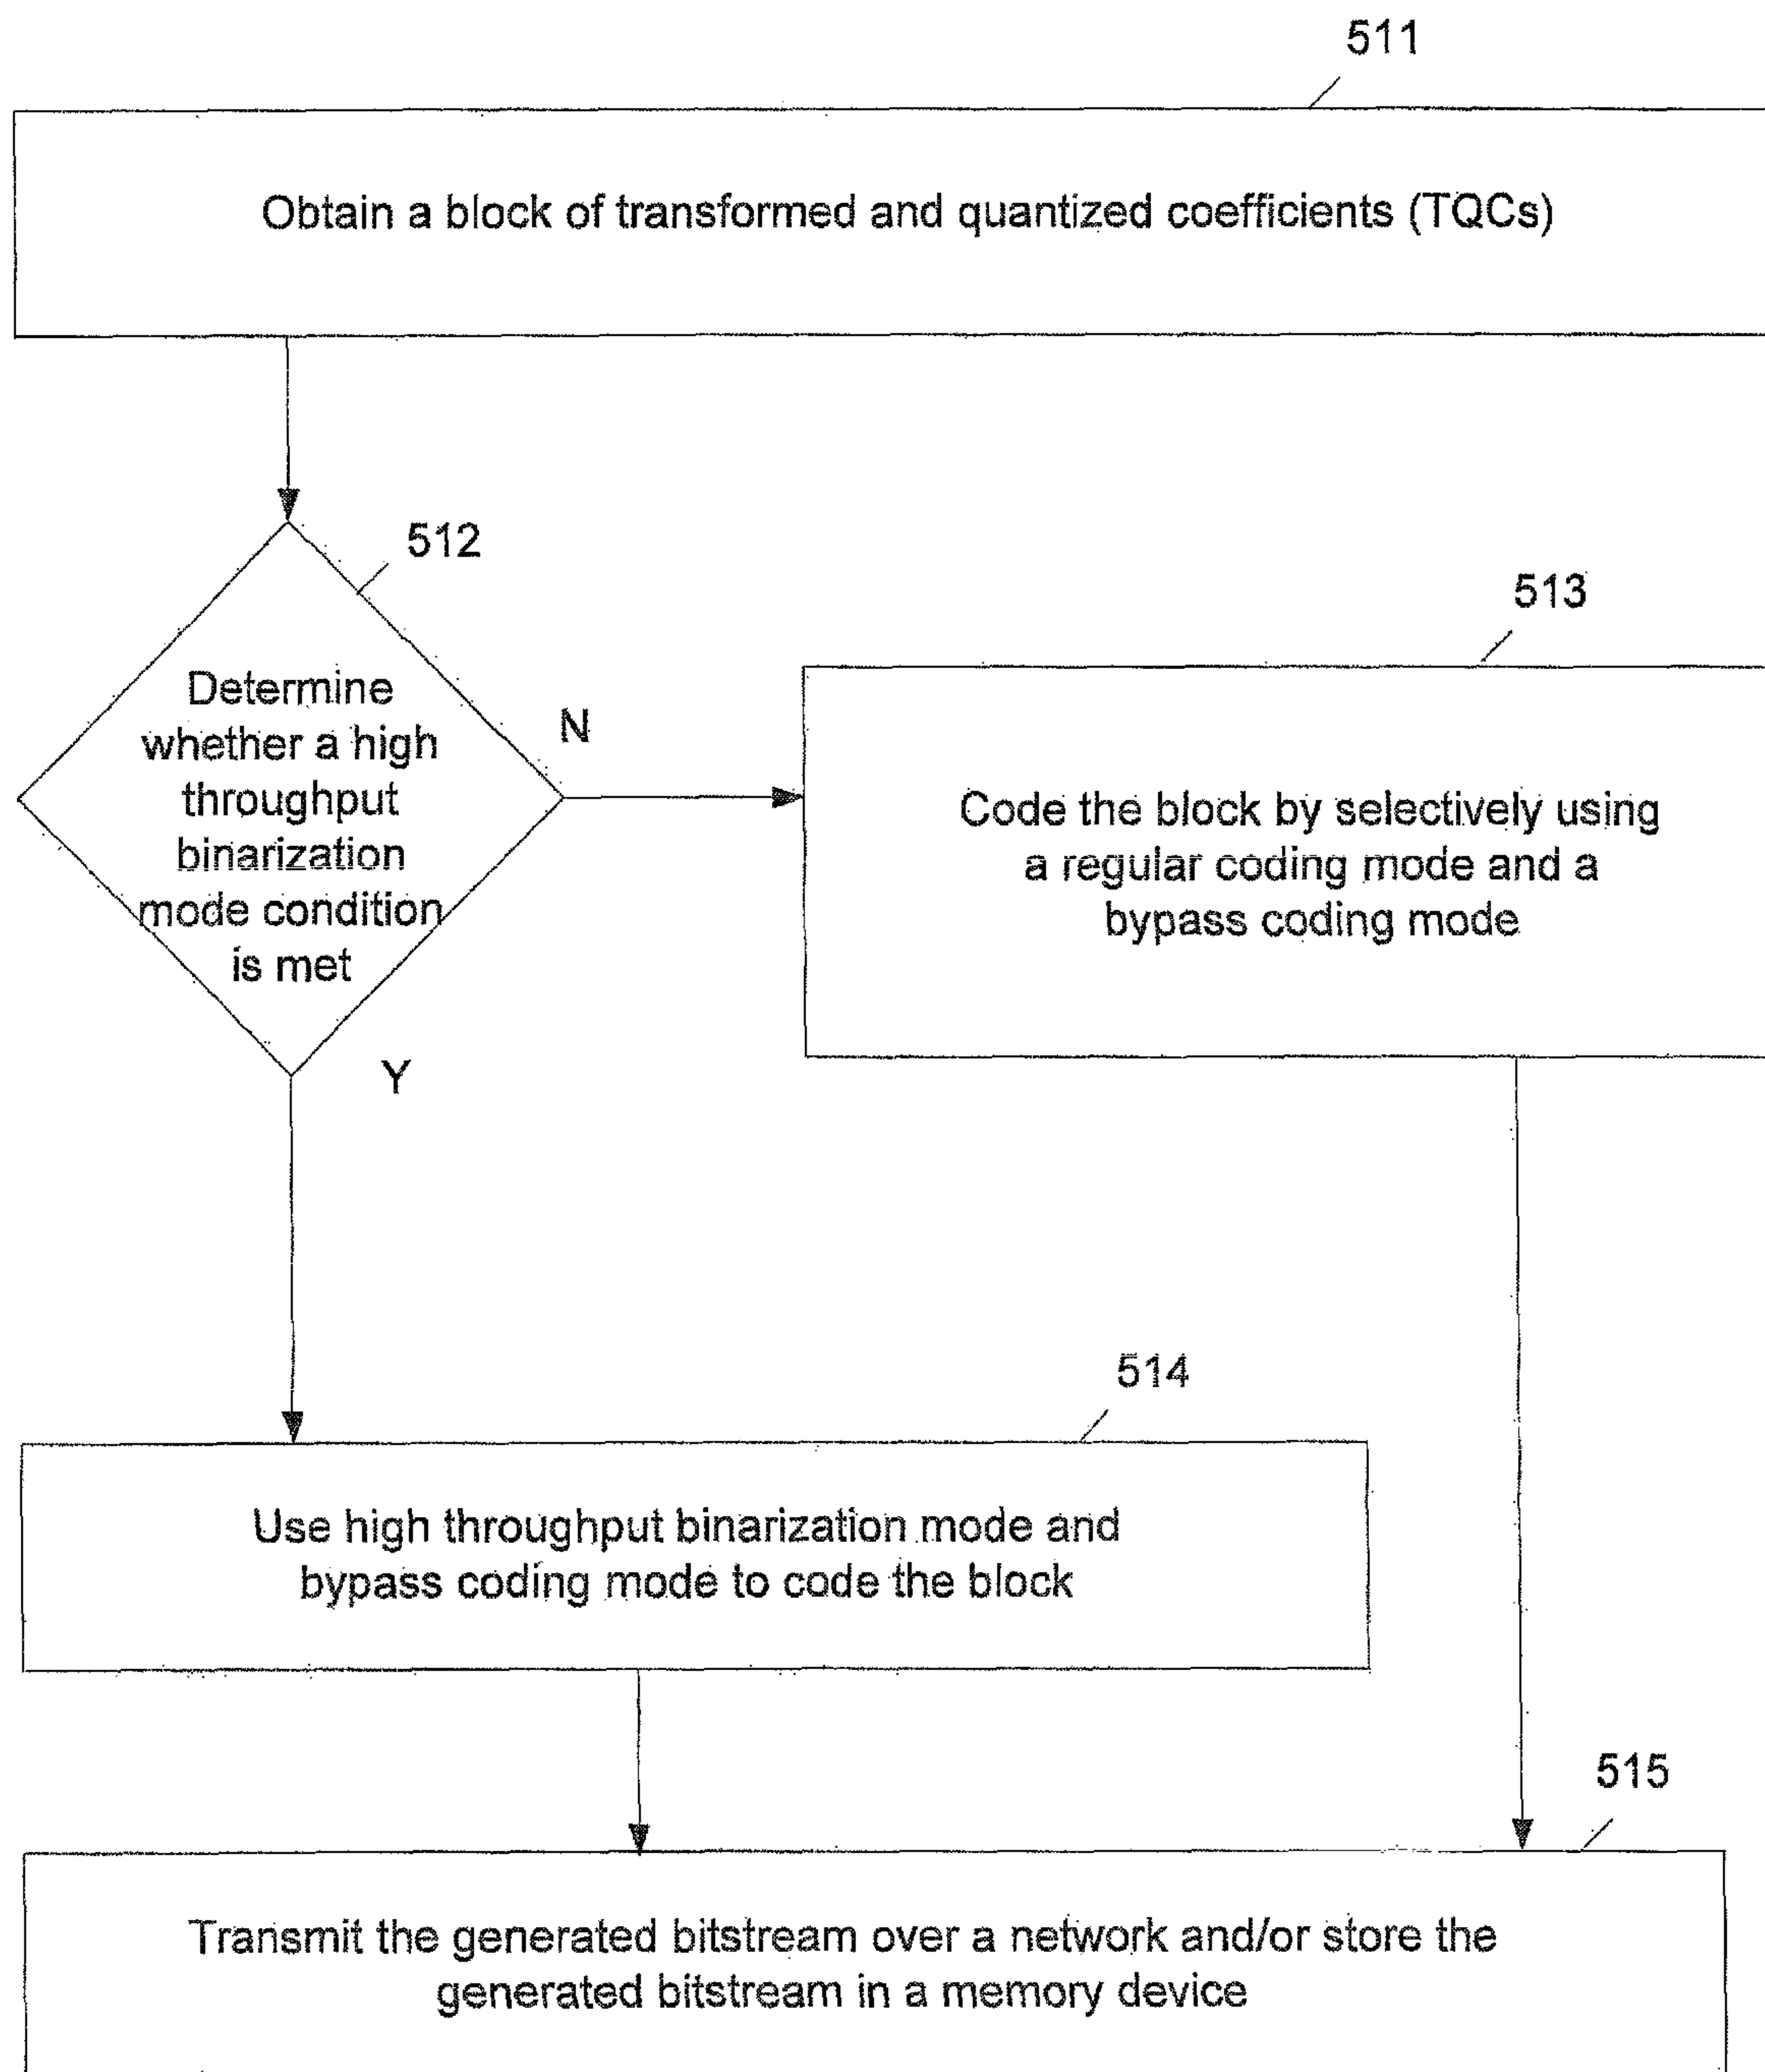 511
Obtain a block of transformed and quantized coefficients (TQCs)
512
Determine
whether a high
throughput
binarization
mode condition
is met
N
Y
513
Code the block by selectively using
a regular coding mode and a
bypass coding mode
514
Use high throughput binarization mode and
bypass coding mode to code the block
515
Transmit the generated bitstream over a network and/or store the
generated bitstream in a memory device